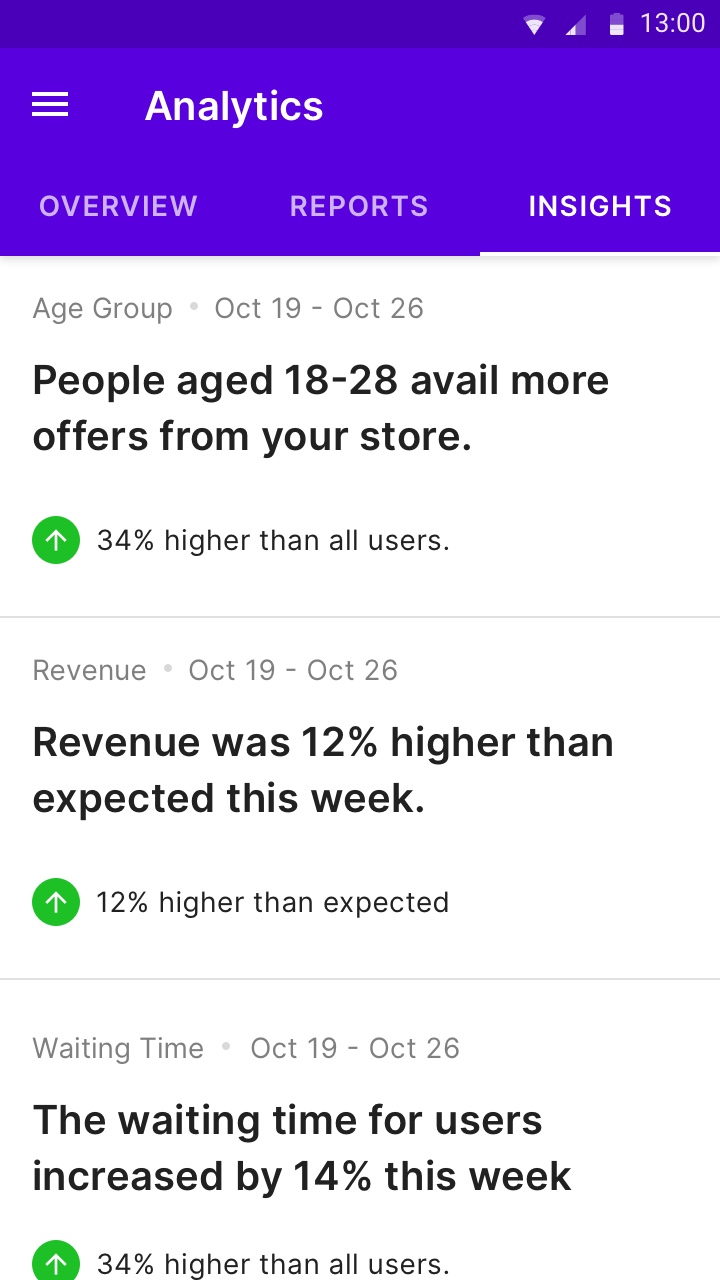 13:00
Analytics
OVERVIEW REPORTS INSIGHTS
Age Group • Oct 19 - Oct 26
People aged 18-28 avail more
offers from your store.
34% higher than all users.
Revenue • Oct 19 - Oct 26
Revenue was 12% higher than
expected this week.
12% higher than expected
Waiting Time • Oct 19 - Oct 26
The waiting time for users
increased by 14% this week
34% higher than all users.